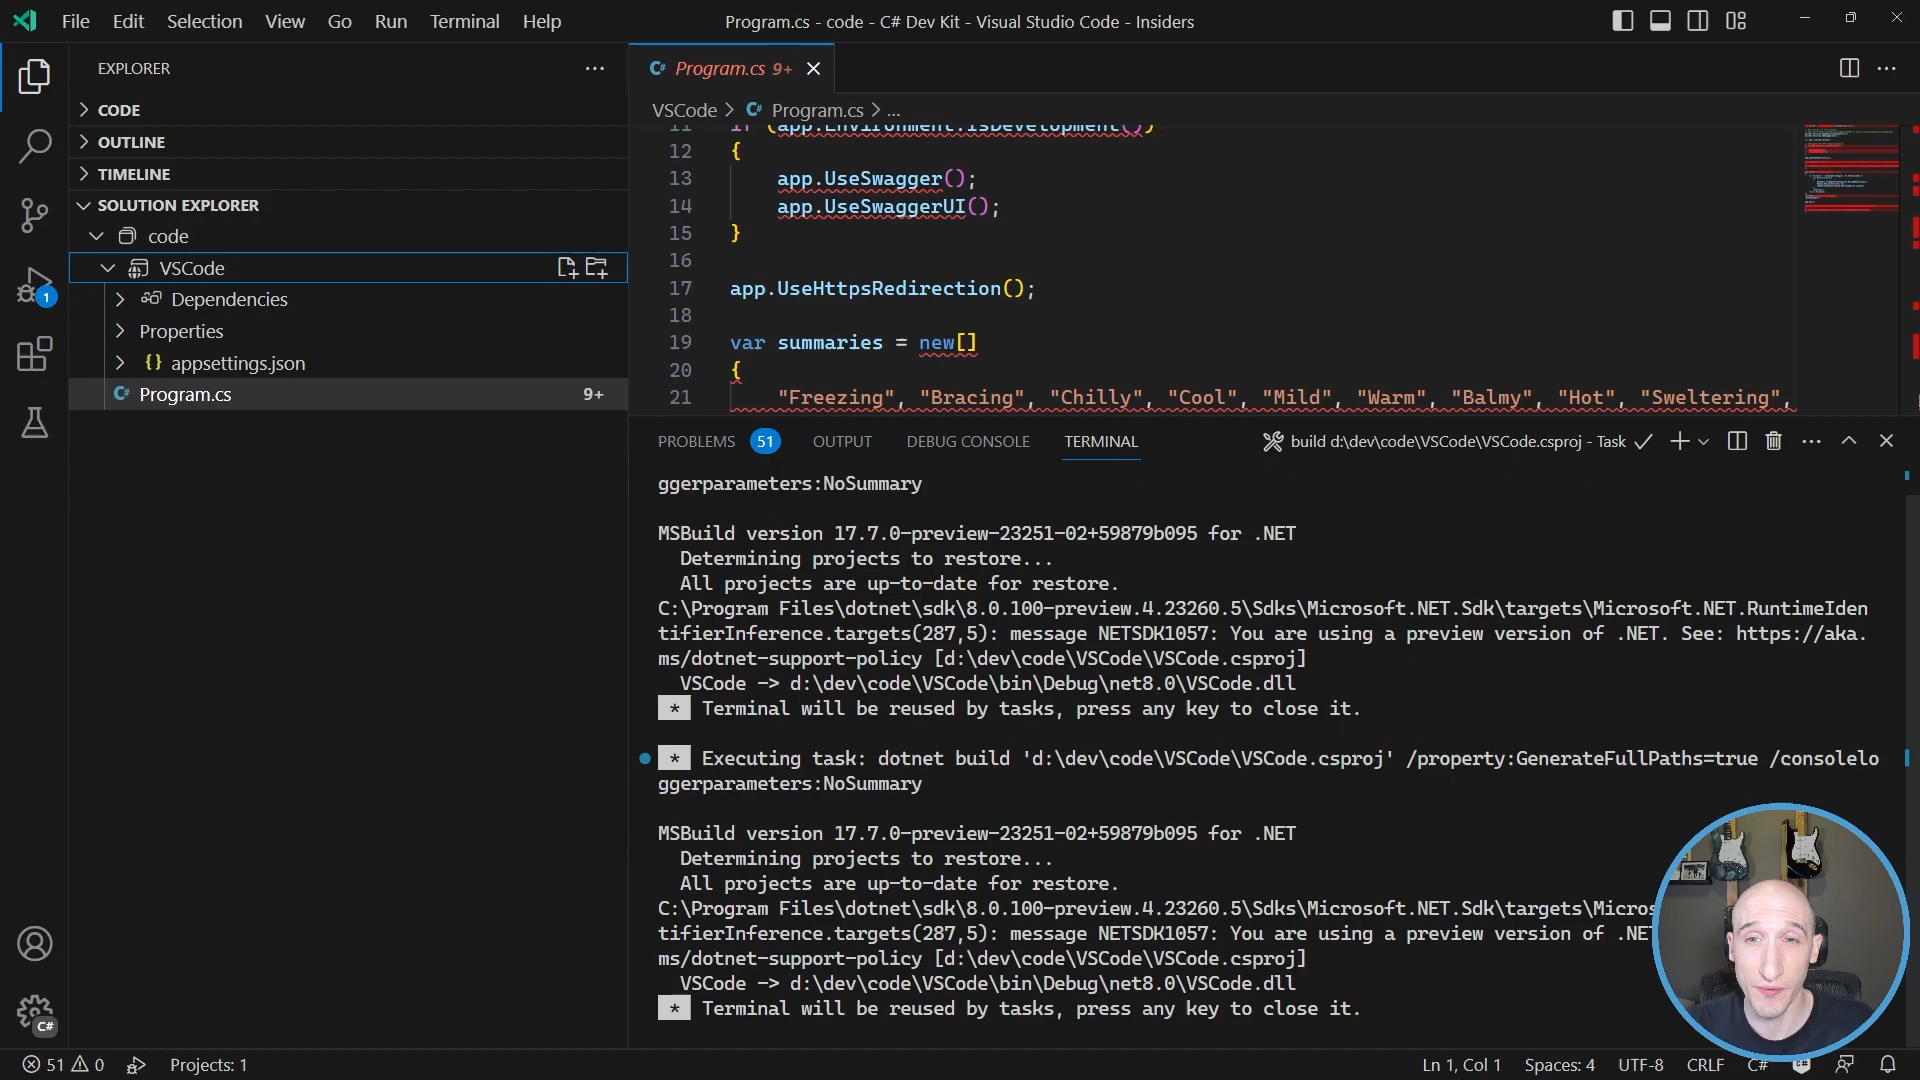 File Edit Selection View Go Run Terminal Help
Program.cs - code - C# Dev Kit - Visual Studio Code - Insiders
EXPLORER
CODE
OUTLINE
TIMELINE
SOLUTION EXPLORER
code
VSCode
Dependencies
Properties
{} appsettings.json
C# Program.cs 9+
1
C#
C# Program.cs 9+
VSCode > C# Program.cs > ...
11 if (app.Environment.IsDevelopment())
12 {
13 app.UseSwagger();
14 app.UseSwaggerUI();
15 }
16
17 app.UseHttpsRedirection();
18
19 var summaries = new[]
20 {
21 "Freezing", "Bracing", "Chilly", "Cool", "Mild", "Warm", "Balmy", "Hot", "Sweltering",
PROBLEMS 51 OUTPUT DEBUG CONSOLE TERMINAL
build d:\dev\code\VSCode\VSCode.csproj - Task
ggerparameters:NoSummary
MSBuild version 17.7.0-preview-23251-02+59879b095 for .NET
Determining projects to restore...
All projects are up-to-date for restore.
C:\Program Files\dotnet\sdk\8.0.100-preview.4.23260.5\Sdks\Microsoft.NET.Sdk\targets\Microsoft.NET.RuntimeIden
tifierInference.targets(287,5): message NETSDK1057: You are using a preview version of .NET. See: https://aka.
ms/dotnet-support-policy [d:\dev\code\VSCode\VSCode.csproj]
VSCode -> d:\dev\code\VSCode\bin\Debug\net8.0\VSCode.dll
* Terminal will be reused by tasks, press any key to close it.
* Executing task: dotnet build 'd:\dev\code\VSCode\VSCode.csproj' /property:GenerateFullPaths=true /consolelo
ggerparameters:NoSummary
MSBuild version 17.7.0-preview-23251-02+59879b095 for .NET
Determining projects to restore...
All projects are up-to-date for restore.
C:\Program Files\dotnet\sdk\8.0.100-preview.4.23260.5\Sdks\Microsoft.NET.Sdk\targets\Micros
tifierInference.targets(287,5): message NETSDK1057: You are using a preview version of .NE
ms/dotnet-support-policy [d:\dev\code\VSCode\VSCode.csproj]
VSCode -> d:\dev\code\VSCode\bin\Debug\net8.0\VSCode.dll
* Terminal will be reused by tasks, press any key to close it.
51 0 Projects: 1
Ln 1, Col 1 Spaces: 4 UTF-8 CRLF C#